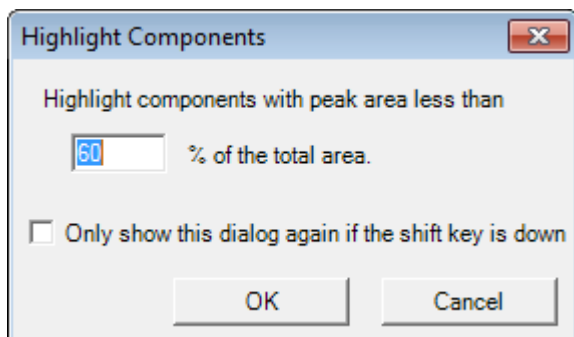 Highlight Components
Highlight components with peak area less than
60 % of the total area.
Only show this dialog again if the shift key is down
OK Cancel